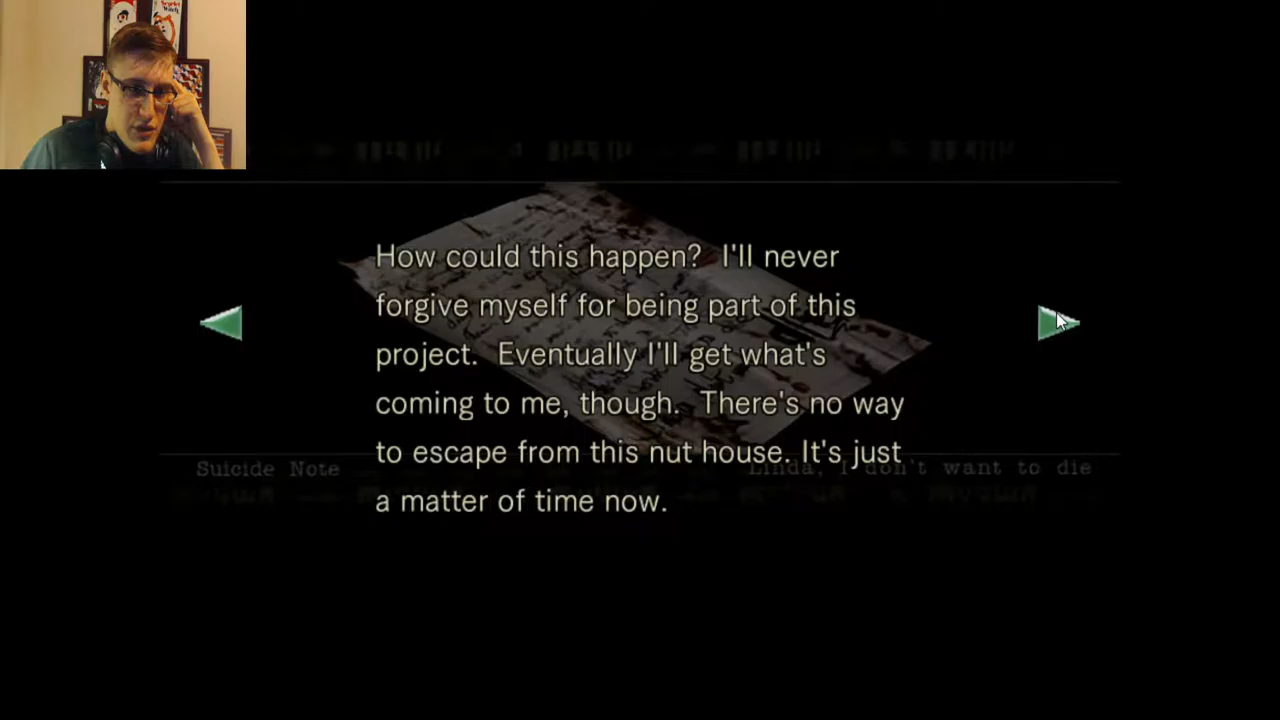 How could this happen? I'll never
forgive myself for being part of this
project. Eventually I'll get what's
coming to me, though. There's no way
to escape from this nut house. It's just
a matter of time now.
Suicide Note
Linda, I don't want to die